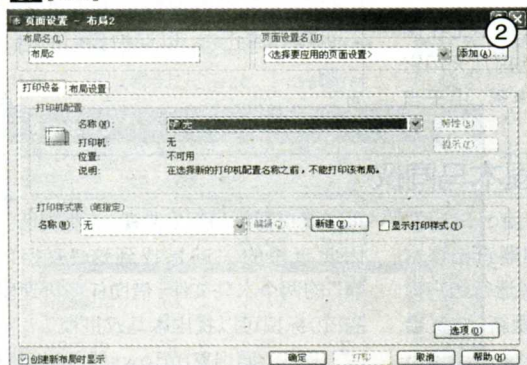 页面设置 - 布局2
②
布局名(L)
页面设置名(U)
布局2
<选择要应用的页面设置>
添加(A)...
打印设备
布局设置
打印机配置
名称(M):
无
特性(S)
打印机:
无
提示(Z)...
位置:
不可用
说明:
在选择新的打印机配置名称之前，不能打印该布局。
打印样式表 (笔指定)
名称(W):
无
编辑(Q)
新建(E)...
显示打印样式(Y)
选项(O)
创建新布局时显示
确定
打印
取消
帮助(H)